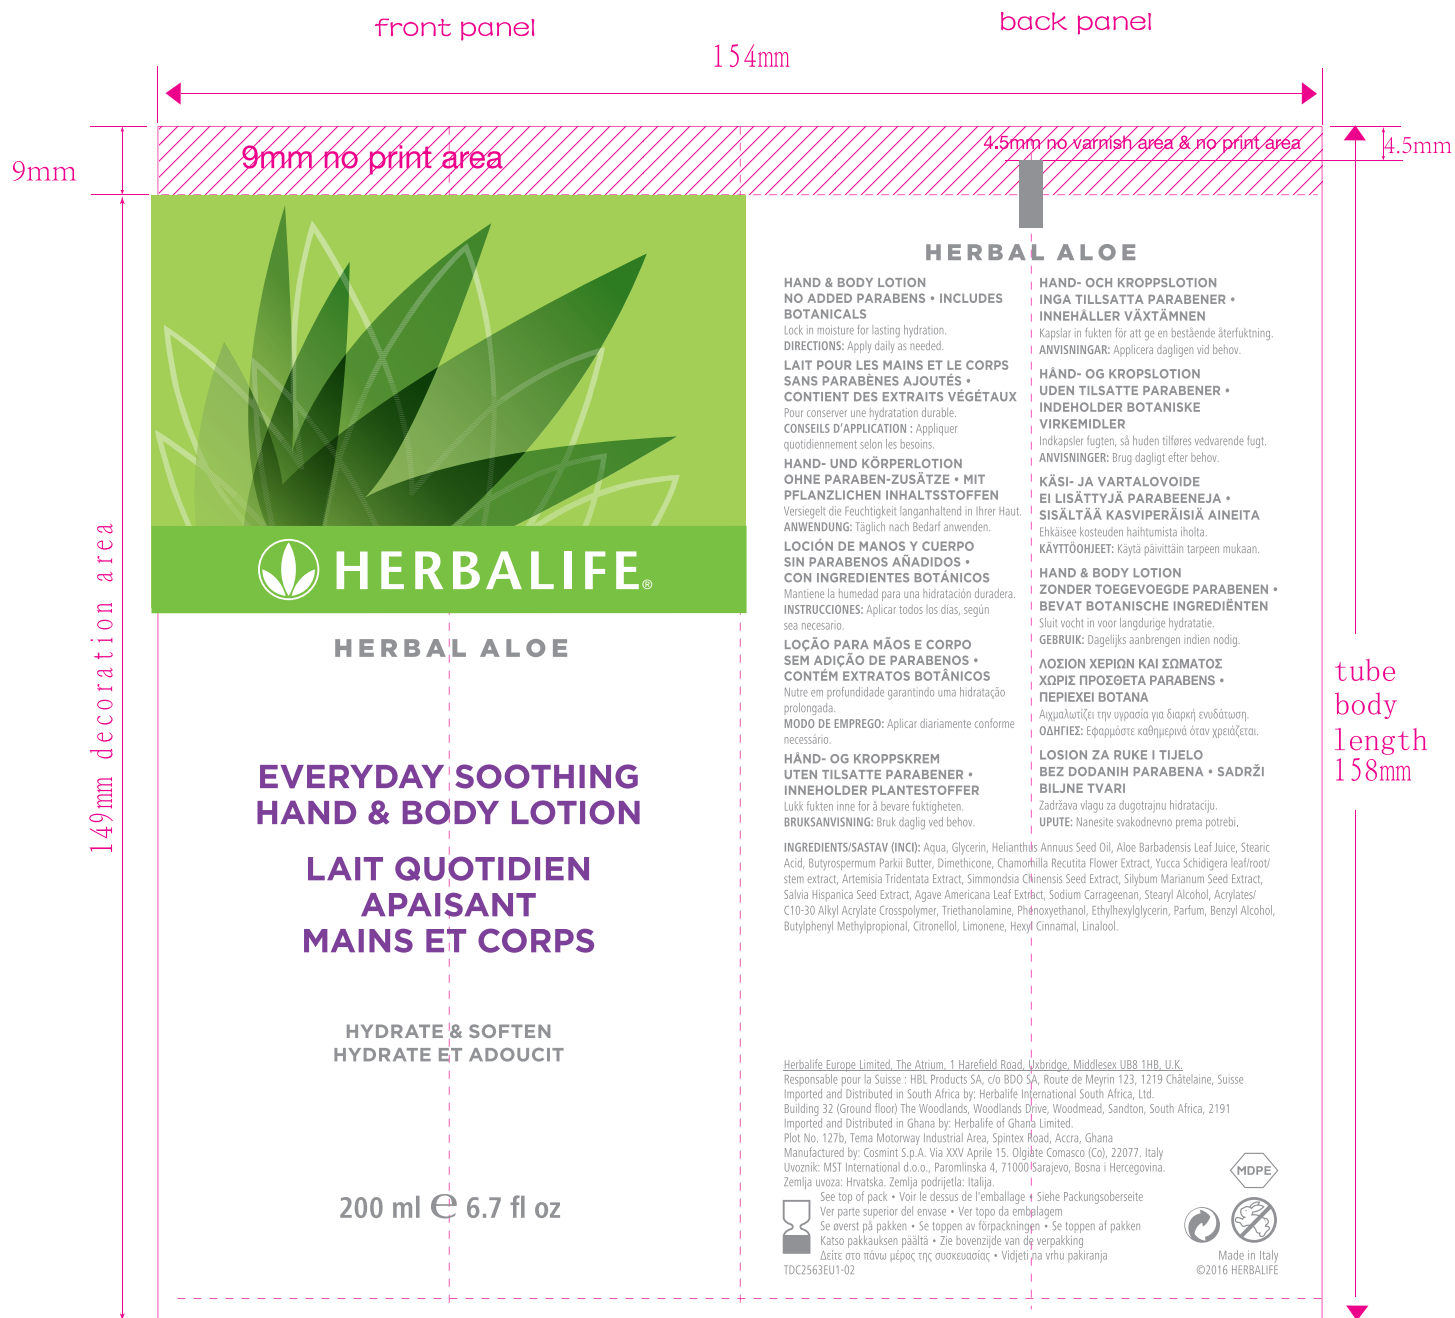 front panel
back panel
154mm
9mm no print area
4.5mm no varnish area & no print area
4.5mm
9mm
149mm decoration area
tube
body
length
158mm
HERBALIFE®
HERBAL ALOE
EVERYDAY SOOTHING
HAND & BODY LOTION
LAIT QUOTIDIEN
APAISANT
MAINS ET CORPS
HYDRATE & SOFTEN
HYDRATE ET ADOUCIT
200 ml ℮ 6.7 fl oz
HERBAL ALOE
HAND & BODY LOTION
NO ADDED PARABENS • INCLUDES
BOTANICALS
Lock in moisture for lasting hydration.
DIRECTIONS: Apply daily as needed.
LAIT POUR LES MAINS ET LE CORPS
SANS PARABÈNES AJOUTÉS •
CONTIENT DES EXTRAITS VÉGÉTAUX
Pour conserver une hydratation durable.
CONSEILS D'APPLICATION : Appliquer
quotidiennement selon les besoins.
HAND- UND KÖRPERLOTION
OHNE PARABEN-ZUSÄTZE • MIT
PFLANZLICHEN INHALTSSTOFFEN
Versiegelt die Feuchtigkeit langanhaltend in Ihrer Haut.
ANWENDUNG: Täglich nach Bedarf anwenden.
LOCIÓN DE MANOS Y CUERPO
SIN PARABENOS AÑADIDOS •
CON INGREDIENTES BOTÁNICOS
Mantiene la humedad para una hidratación duradera.
INSTRUCCIONES: Aplicar todos los días, según
sea necesario.
LOÇÃO PARA MÃOS E CORPO
SEM ADIÇÃO DE PARABENOS •
CONTÉM EXTRATOS BOTÂNICOS
Nutre em profundidade garantindo uma hidratação
prolongada.
MODO DE EMPREGO: Aplicar diariamente conforme
necessário.
HÅND- OG KROPPSKREM
UTEN TILSATTE PARABENER •
INNEHOLDER PLANTESTOFFER
Lukk fukten inne for å bevare fuktigheten.
BRUKSANVISNING: Bruk daglig ved behov.
HAND- OCH KROPPSLOTION
INGA TILLSATTA PARABENER •
INNEHÅLLER VÄXTÄMNEN
Kapslar in fukten för att ge en bestående återfuktning.
ANVISNINGAR: Applicera dagligen vid behov.
HÅND- OG KROPSLOTION
UDEN TILSATTE PARABENER •
INDEHOLDER BOTANISKE
VIRKEMIDLER
Indkapsler fugten, så huden tilføres vedvarende fugt.
ANVISNINGER: Brug dagligt efter behov.
KÄSI- JA VARTALOVOIDE
EI LISÄTTYJÄ PARABEENEJA •
SISÄLTÄÄ KASVIPERÄISIÄ AINEITA
Ehkäisee kosteuden haihtumista iholta.
KÄYTTÖOHJEET: Käytä päivittäin tarpeen mukaan.
HAND & BODY LOTION
ZONDER TOEGEVOEGDE PARABENEN •
BEVAT BOTANISCHE INGREDIËNTEN
Sluit vocht in voor langdurige hydratatie.
GEBRUIK: Dagelijks aanbrengen indien nodig.
ΛΟΣΙΟΝ ΧΕΡΙΩΝ ΚΑΙ ΣΩΜΑΤΟΣ
ΧΩΡΙΣ ΠΡΟΣΘΕΤΑ PARABENS •
ΠΕΡΙΕΧΕΙ ΒΟΤΑΝΑ
Αιχμαλωτίζει την υγρασία για διαρκή ενυδάτωση.
ΟΔΗΓΙΕΣ: Εφαρμόστε καθημερινά όταν χρειάζεται.
LOSION ZA RUKE I TIJELO
BEZ DODANIH PARABENA • SADRŽI
BILJNE TVARI
Zadržava vlagu za dugotrajnu hidrataciju.
UPUTE: Nanesite svakodnevno prema potrebi.
INGREDIENTS/SASTAV (INCI): Aqua, Glycerin, Helianthus Annuus Seed Oil, Aloe Barbadensis Leaf Juice, Stearic
Acid, Butyrospermum Parkii Butter, Dimethicone, Chamomilla Recutita Flower Extract, Yucca Schidigera leaf/root/
stem extract, Artemisia Tridentata Extract, Simmondsia Chinensis Seed Extract, Silybum Marianum Seed Extract,
Salvia Hispanica Seed Extract, Agave Americana Leaf Extract, Sodium Carrageenan, Stearyl Alcohol, Acrylates/
C10-30 Alkyl Acrylate Crosspolymer, Triethanolamine, Phenoxyethanol, Ethylhexylglycerin, Parfum, Benzyl Alcohol,
Butylphenyl Methylpropional, Citronellol, Limonene, Hexyl Cinnamal, Linalool.
Herbalife Europe Limited, The Atrium, 1 Harefield Road, Uxbridge, Middlesex UB8 1HB, U.K.
Responsable pour la Suisse : HBL Products SA, c/o BDO SA, Route de Meyrin 123, 1219 Châtelaine, Suisse
Imported and Distributed in South Africa by: Herbalife International South Africa, Ltd.
Building 32 (Ground floor) The Woodlands, Woodlands Drive, Woodmead, Sandton, South Africa, 2191
Imported and Distributed in Ghana by: Herbalife of Ghana Limited.
Plot No. 127b, Tema Motorway Industrial Area, Spintex Road, Accra, Ghana
Manufactured by: Cosmint S.p.A. Via XXV Aprile 15. Olgiate Comasco (Co), 22077. Italy
Uvoznik: MST International d.o.o., Paromlinska 4, 71000 Sarajevo, Bosna i Hercegovina.
Zemlja uvoza: Hrvatska. Zemlja podrijetla: Italija.
See top of pack • Voir le dessus de l'emballage • Siehe Packungsoberseite
Ver parte superior del envase • Ver topo da embalagem
Se øverst på pakken • Se toppen av förpackningen • Se toppen af pakken
Katso pakkauksen päältä • Zie bovenzijde van de verpakking
Δείτε στο πάνω μέρος της συσκευασίας • Vidjeti na vrhu pakiranja
TDC2563EU1-02
MDPE
Made in Italy
©2016 HERBALIFE